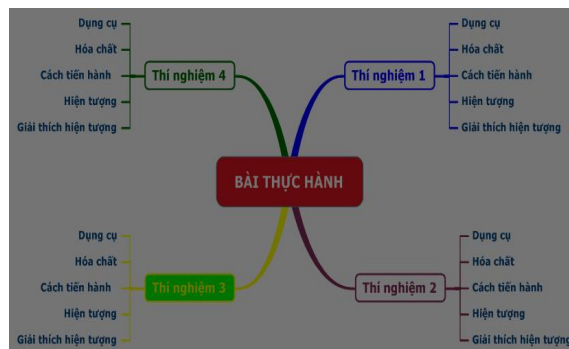 BÀI THỰC HÀNH
Thí nghiệm 1
Dụng cụ
Hóa chất
Cách tiến hành
Hiện tượng
Giải thích hiện tượng
Thí nghiệm 2
Dụng cụ
Hóa chất
Cách tiến hành
Hiện tượng
Giải thích hiện tượng
Thí nghiệm 3
Dụng cụ
Hóa chất
Cách tiến hành
Hiện tượng
Giải thích hiện tượng
Thí nghiệm 4
Dụng cụ
Hóa chất
Cách tiến hành
Hiện tượng
Giải thích hiện tượng